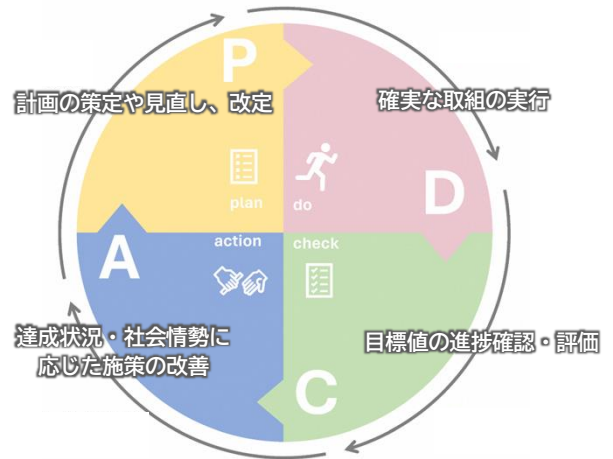 P
計画の策定や見直し、改定
plan
確実な取組の実行
do
D
action
A
達成状況・社会情勢に
応じた施策の改善
check
目標値の進捗確認・評価
C